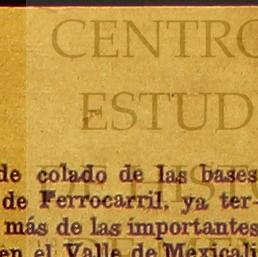 CENTRO
ESTUD
de colado de las bases
de Ferrocarril, ya ter-
más de las importantes
en el Valle de Mexicali